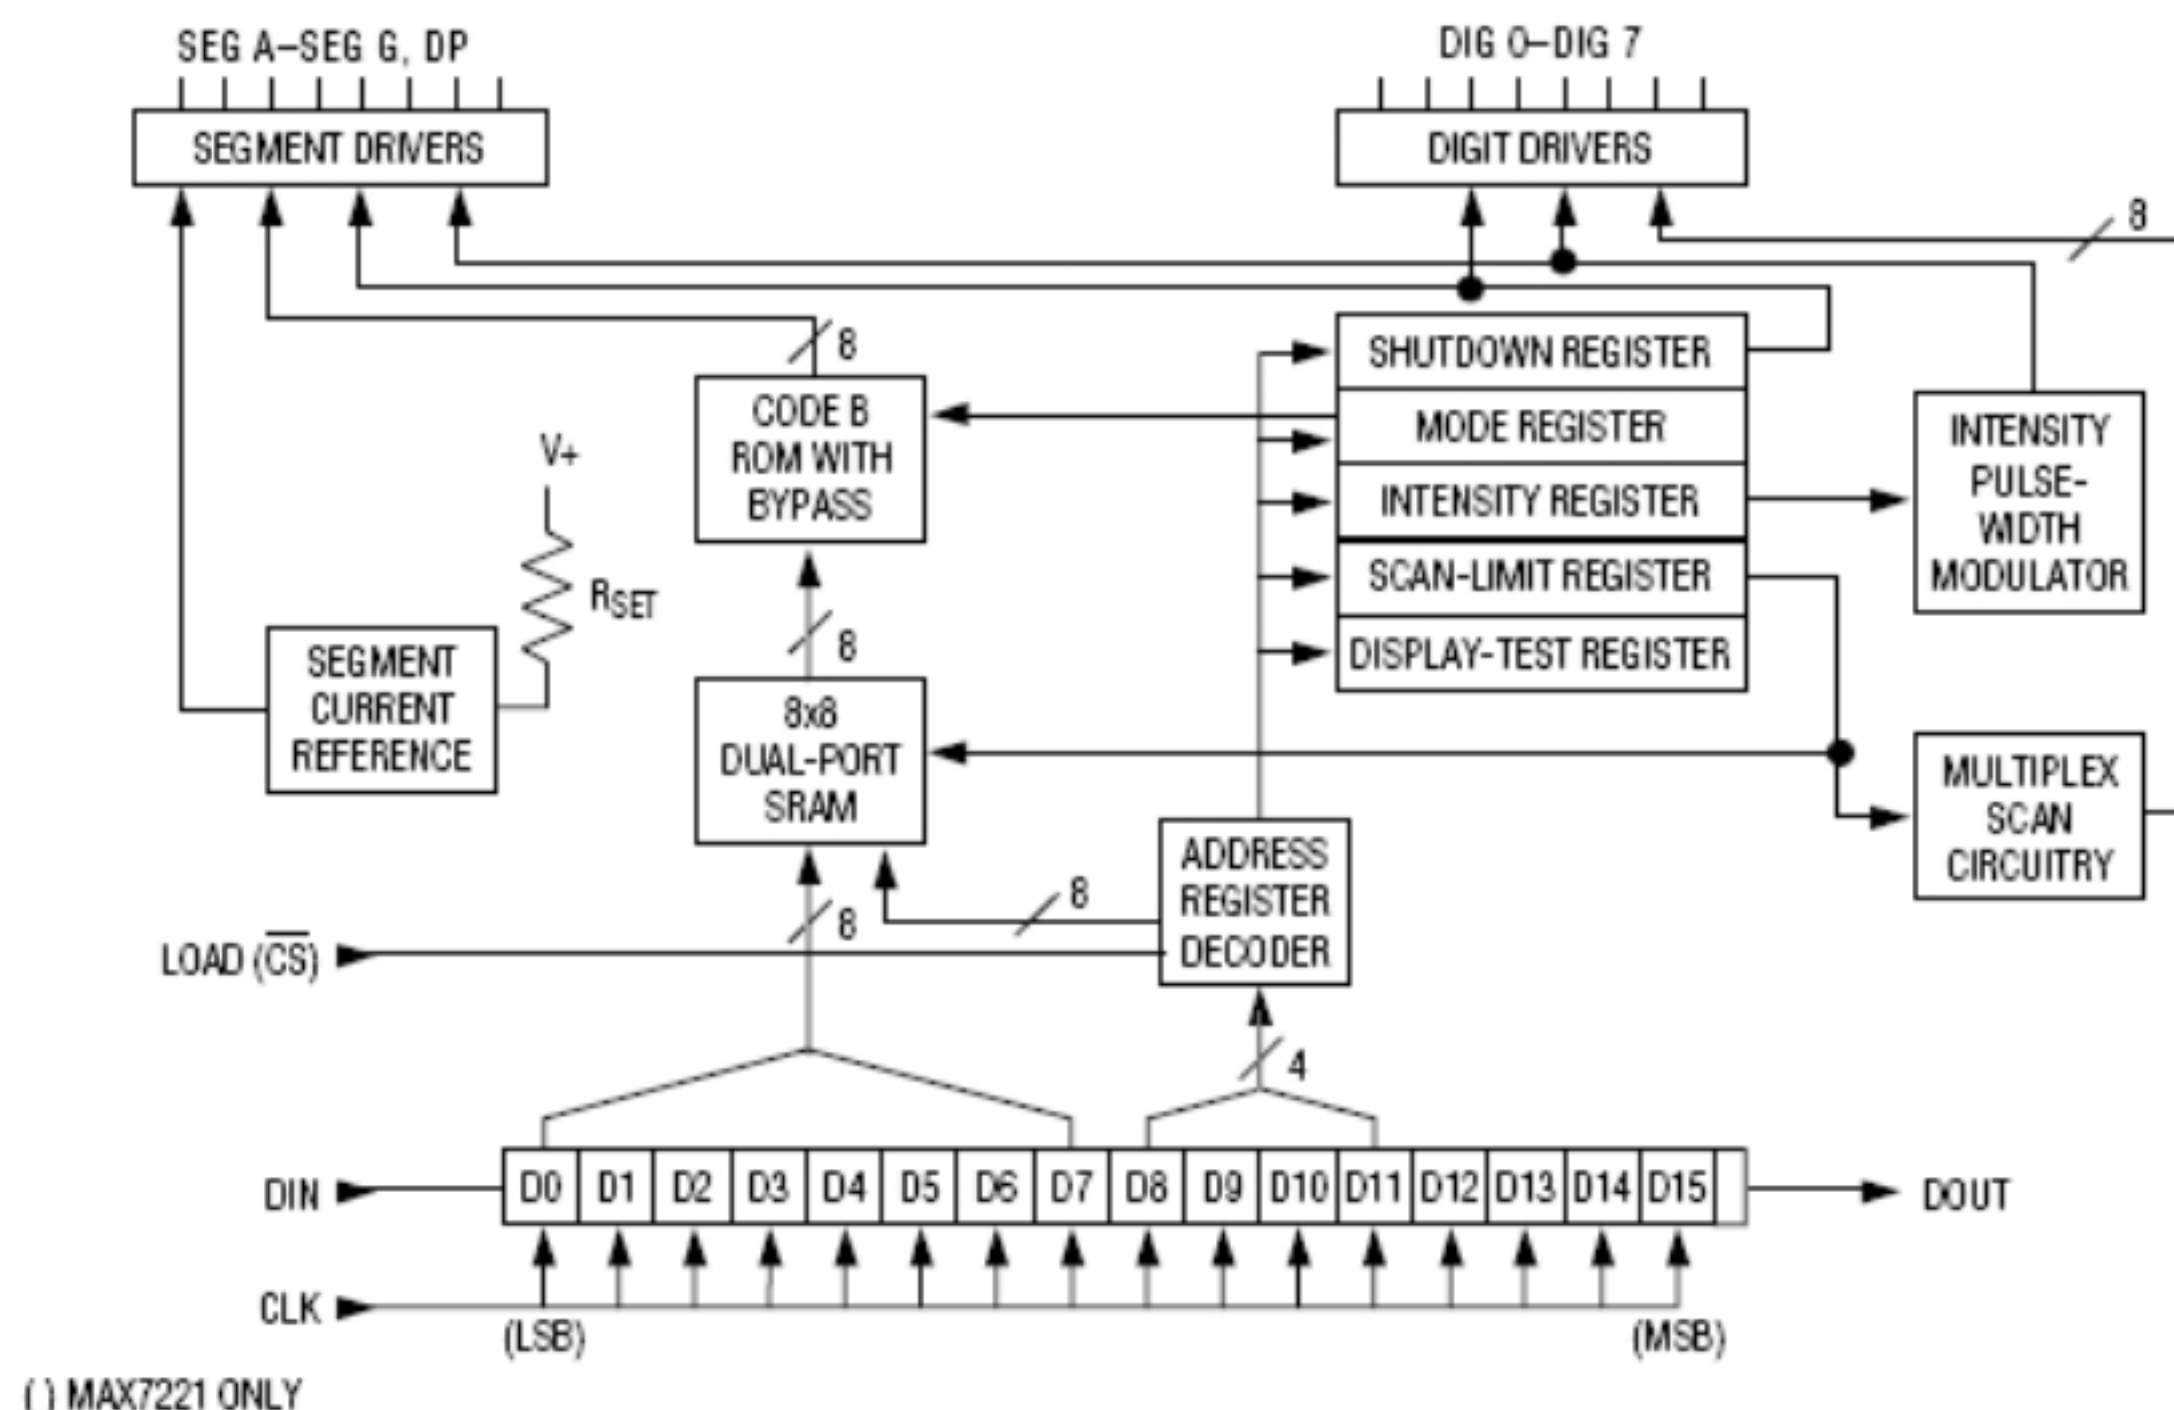 SEG A–SEG G, DP
DIG 0–DIG 7
SEGMENT DRIVERS
DIGIT DRIVERS
8
8
SHUTDOWN REGISTER
MODE REGISTER
INTENSITY REGISTER
SCAN-LIMIT REGISTER
DISPLAY-TEST REGISTER
CODE B
ROM WITH
BYPASS
INTENSITY
PULSE-
WIDTH
MODULATOR
V+
RSET
8
SEGMENT
CURRENT
REFERENCE
8x8
DUAL-PORT
SRAM
MULTIPLEX
SCAN
CIRCUITRY
ADDRESS
REGISTER
DECODER
8
8
LOAD (C̅S̅)
4
DIN
D0 D1 D2 D3 D4 D5 D6 D7 D8 D9 D10 D11 D12 D13 D14 D15
DOUT
CLK
(LSB)
(MSB)
( ) MAX7221 ONLY